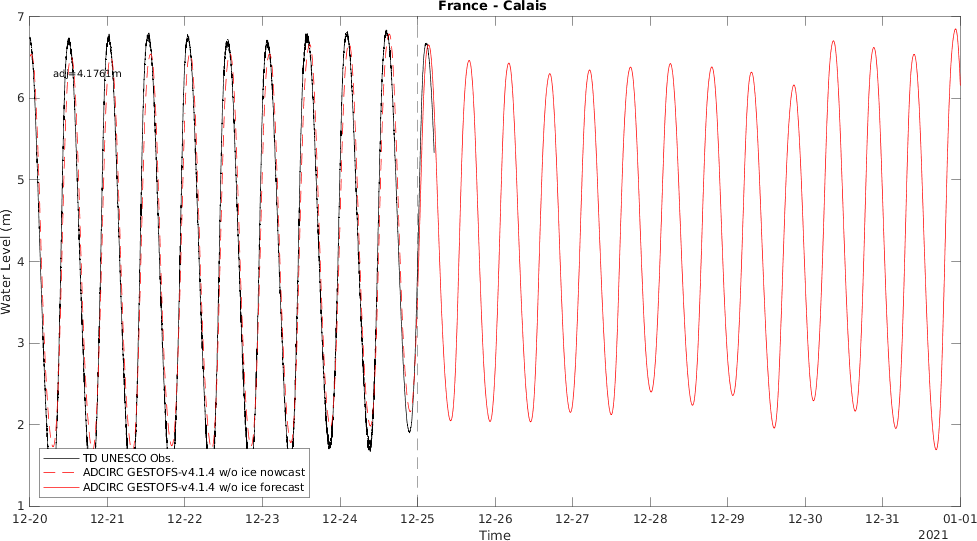 France - Calais
7
6
5
4
3
2
1
Water Level (m)
adj=4.1761m
TD UNESCO Obs.
ADCIRC GESTOFS-v4.1.4 w/o ice nowcast
ADCIRC GESTOFS-v4.1.4 w/o ice forecast
12-20 12-21 12-22 12-23 12-24 12-25 12-26 12-27 12-28 12-29 12-30 12-31 01-01
Time
2021